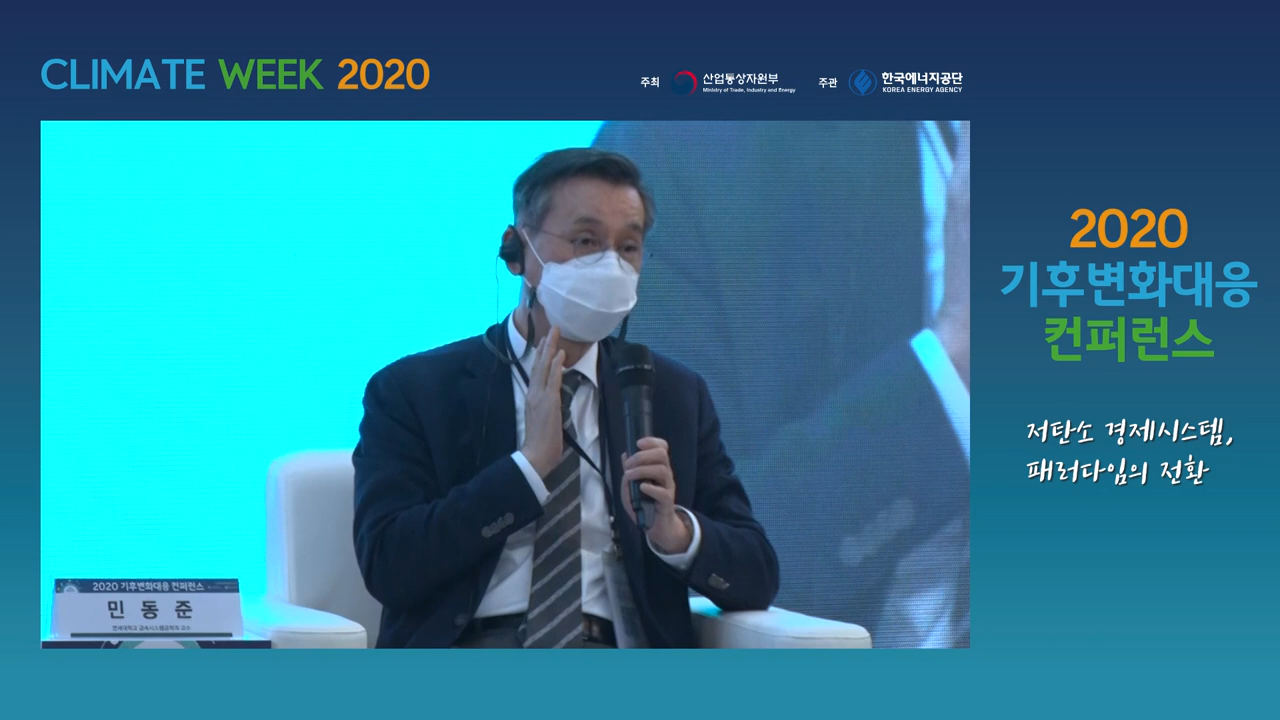 CLIMATE WEEK 2020
주최 산업통상자원부 주관 한국에너지공단
Ministry of Trade, Industry and Energy KOREA ENERGY AGENCY
2020
기후변화대응
컨퍼런스
저탄소 경제시스템,
패러다임의 전환
2020 기후변화대응 컨퍼런스
민 동 준